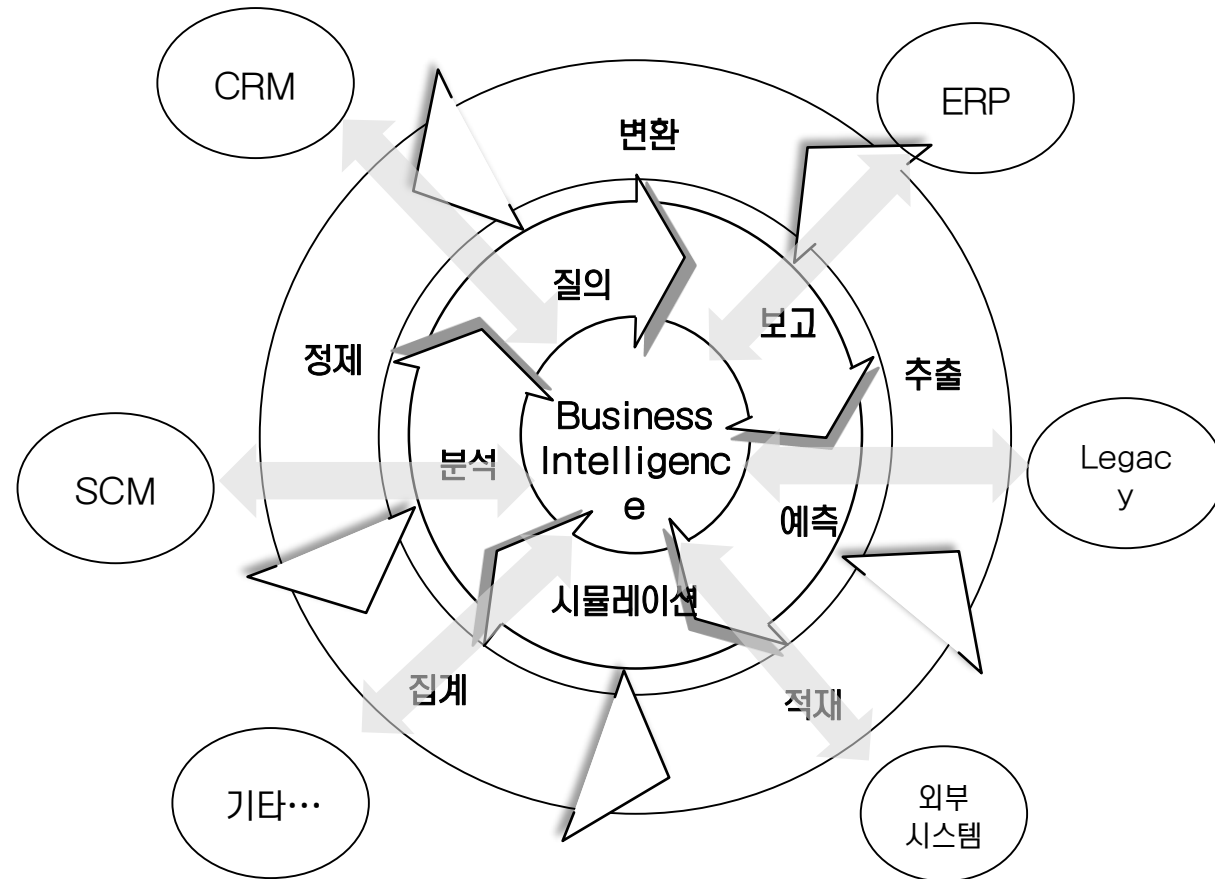 CRM
ERP
변환
질의
보고
정제
추출
Business
Intelligenc
e
분석
SCM
Legac
y
예측
시뮬레이션
집계
적재
기타…
외부
시스템